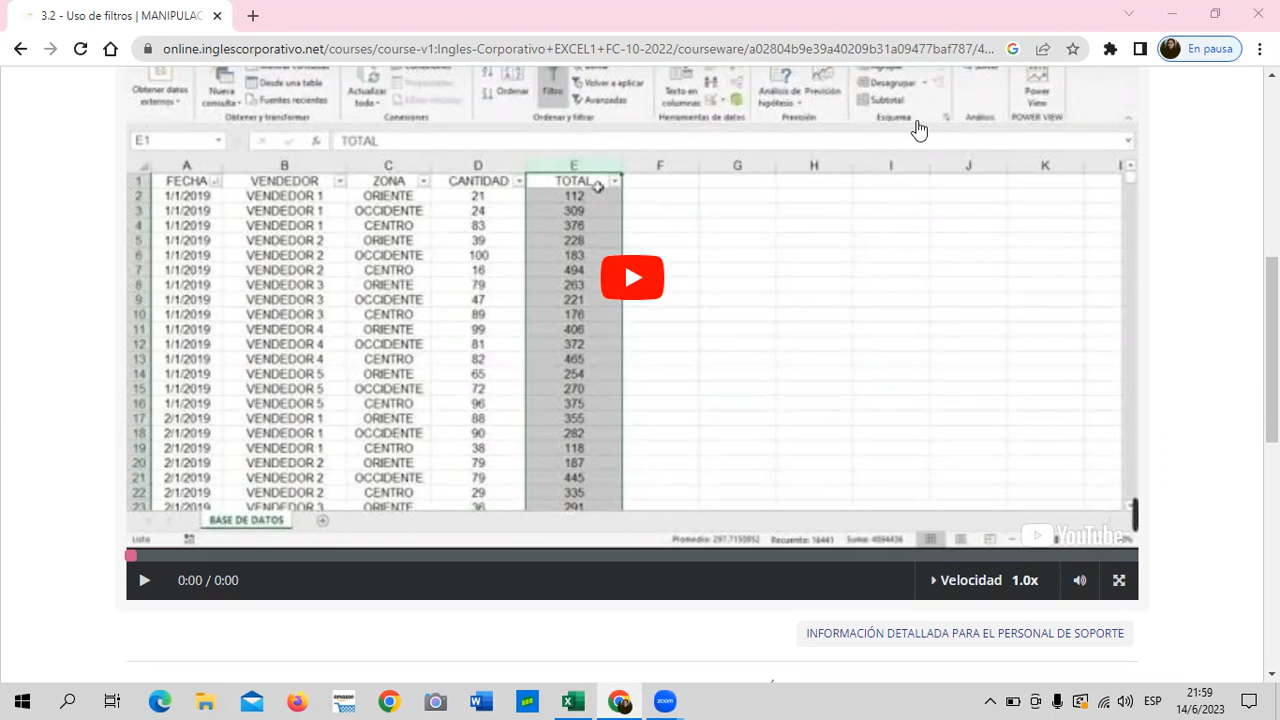 3.2 - Uso de filtros | MANIPULAC
online.inglescorporativo.net/courses/course-v1:Ingles-Corporativo+EXCEL1+FC-10-2022/courseware/a02804b9e39a40209b31a09477baf787/4...
En pausa
Obtener datos externos
Nueva consulta
Desde una tabla
Fuentes recientes
Obtener y transformar
Actualizar todo
Conexiones
Ordenar
Filtro
Volver a aplicar
Avanzadas
Ordenar y filtrar
Texto en columnas
Herramientas de datos
Análisis de hipótesis
Previsión
Previsión
Desagrupar
Subtotal
Esquema
Análisis
Power View
POWER VIEW
E1 TOTAL
A B C D E F G H I J K
1 FECHA VENDEDOR ZONA CANTIDAD TOTAL
2 1/1/2019 VENDEDOR 1 ORIENTE 21 112
3 1/1/2019 VENDEDOR 1 OCCIDENTE 24 309
4 1/1/2019 VENDEDOR 1 CENTRO 83 376
5 1/1/2019 VENDEDOR 2 ORIENTE 39 228
6 1/1/2019 VENDEDOR 2 OCCIDENTE 100 183
7 1/1/2019 VENDEDOR 2 CENTRO 16 494
8 1/1/2019 VENDEDOR 3 ORIENTE 79 263
9 1/1/2019 VENDEDOR 3 OCCIDENTE 47 221
10 1/1/2019 VENDEDOR 3 CENTRO 89 176
11 1/1/2019 VENDEDOR 4 ORIENTE 99 406
12 1/1/2019 VENDEDOR 4 OCCIDENTE 81 372
13 1/1/2019 VENDEDOR 4 CENTRO 82 465
14 1/1/2019 VENDEDOR 5 ORIENTE 65 254
15 1/1/2019 VENDEDOR 5 OCCIDENTE 72 270
16 1/1/2019 VENDEDOR 5 CENTRO 96 375
17 2/1/2019 VENDEDOR 1 ORIENTE 88 355
18 2/1/2019 VENDEDOR 1 OCCIDENTE 90 282
19 2/1/2019 VENDEDOR 1 CENTRO 38 118
20 2/1/2019 VENDEDOR 2 ORIENTE 79 187
21 2/1/2019 VENDEDOR 2 OCCIDENTE 79 445
22 2/1/2019 VENDEDOR 2 CENTRO 29 335
23 2/1/2019 VENDEDOR 3 ORIENTE 36 291
BASE DE DATOS
Listo Promedio: 297,7150852 Recuento: 16441 Suma: 4894436
YouTube
0:00 / 0:00 Velocidad 1.0x
INFORMACIÓN DETALLADA PARA EL PERSONAL DE SOPORTE
amazon
zoom
ESP
21:59
14/6/2023